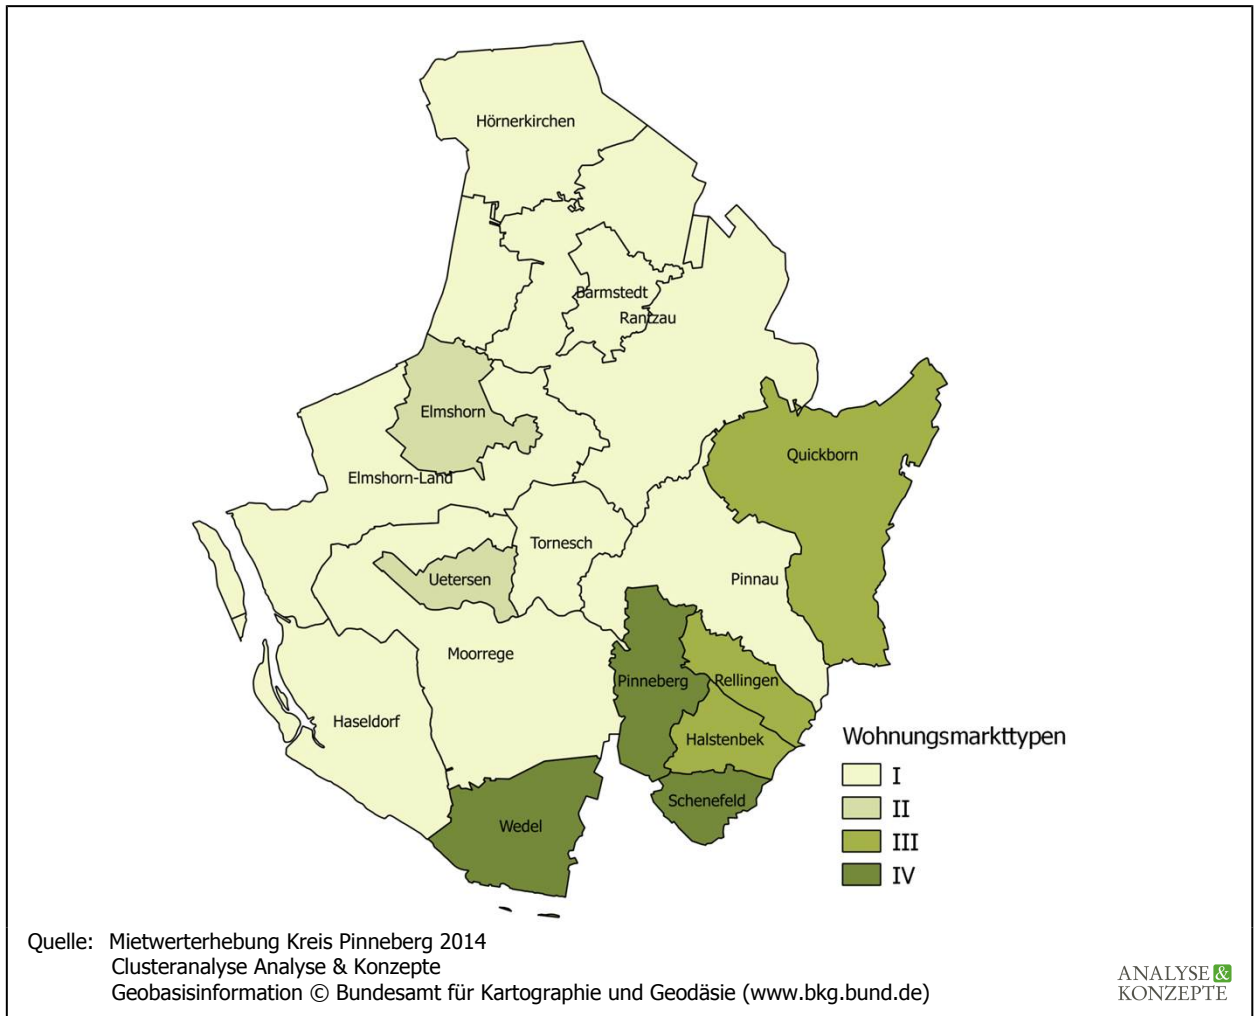 Hörnerkirchen
Barmstedt
Rantzau
Elmshorn
Quickborn
Elmshorn-Land
Tornesch
Uetersen
Pinnau
Moorrege
Pinneberg
Rellingen
Haseldorf
Halstenbek
Schenefeld
Wedel
Wohnungsmarkttypen
I
II
III
IV
Quelle: Mietwerterhebung Kreis Pinneberg 2014
Clusteranalyse Analyse & Konzepte
Geobasisinformation © Bundesamt für Kartographie und Geodäsie (www.bkg.bund.de)
ANALYSE &
KONZEPTE